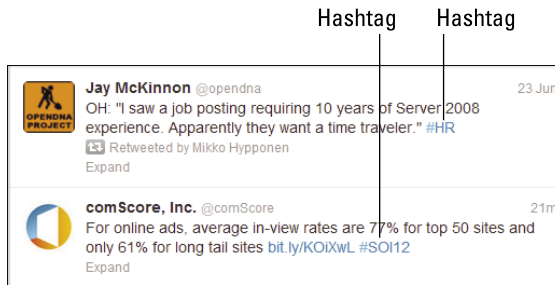 Hashtag Hashtag
Jay McKinnon @opendna 23 Jun
OPENDNA
PROJECT
OH: "I saw a job posting requiring 10 years of Server 2008
experience. Apparently they want a time traveler." #HR
Retweeted by Mikko Hypponen
Expand
comScore, Inc. @comScore 21m
For online ads, average in-view rates are 77% for top 50 sites and
only 61% for long tail sites bit.ly/KOiXwL #SOI12
Expand